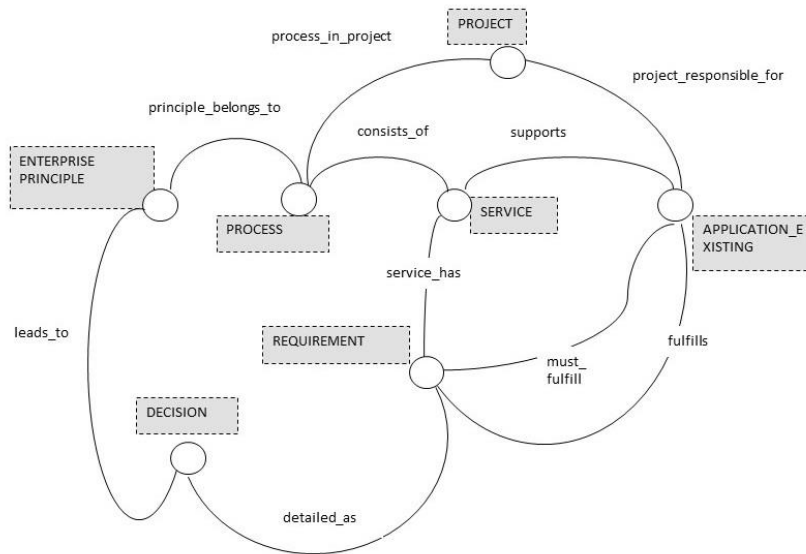 PROJECT
process_in_project
project_responsible_for
principle_belongs_to
consists_of
supports
ENTERPRISE
PRINCIPLE
PROCESS
SERVICE
APPLICATION_E
XISTING
service_has
leads_to
REQUIREMENT
must_
fulfill
fulfills
DECISION
detailed_as